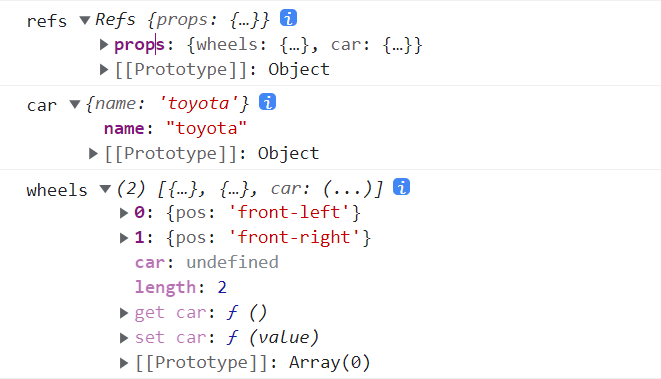 refs ▼Refs {props: {…}} i
▶props: {wheels: {…}, car: {…}}
▶[[Prototype]]: Object
car ▼{name: 'toyota'} i
name: "toyota"
▶[[Prototype]]: Object
wheels ▼(2) [{…}, {…}, car: (...)] i
▶0: {pos: 'front-left'}
▶1: {pos: 'front-right'}
car: undefined
length: 2
▶get car: ƒ ()
▶set car: ƒ (value)
▶[[Prototype]]: Array(0)